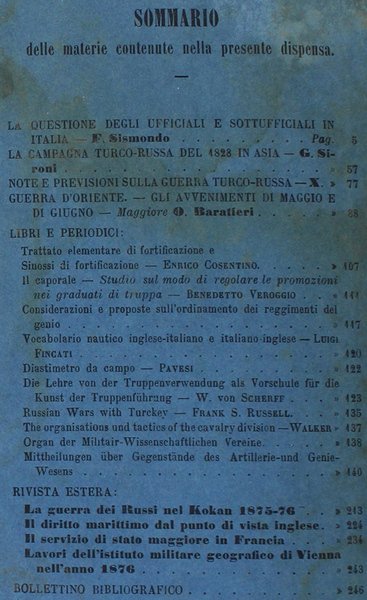 SOMMARIO
delle materie contenute nella presente dispensa.
LA QUESTIONE DEGLI UFFICIALI E SOTTUFFICIALI IN
ITALIA — F. Sismondo Pag. 5
LA CAMPAGNA TURCO-RUSSA DEL 1828 IN ASIA — G. Si-
roni . . . . . . . . . . . . . . . » 57
NOTE E PREVISIONI SULLA GUERRA TURCO-RUSSA — X. » 77
GUERRA D'ORIENTE. — GLI AVVENIMENTI DI MAGGIO E
DI GIUGNO — Maggiore O. Baratieri . . . . » 88
LIBRI E PERIODICI:
Trattato elementare di fortificazione e
Sinossi di fortificazione — ENRICO COSENTINO. . . . . » 107
Il caporale — Studio sul modo di regolare le promozioni
nei graduati di truppa — BENEDETTO VEROGGIO . . » 111
Considerazioni e proposte sull'ordinamento dei reggimenti del
genio . . . . . . . . . . . . . . » 117
Vocabolario nautico inglese-italiano e italiano-inglese — LUIGI
FINCATI . . . . . . . . . . . . . » 120
Diastimetro da campo — PAVESI . . . . . . . » 122
Die Lehre von der Truppenverwendung als Vorschule für die
Kunst der Truppenführung — W. VON SCHERFF . . » 123
Russian Wars with Turckey — FRANK S. RUSSELL. . . . » 135
The organisations und tactics of the cavalry division — WALKER » 137
Organ der Militair-Wissenschaftlichen Vereine. . . . . » 138
Mittheilungen über Gegenstände des Artillerie-und Genie-
Wesens . . . . . . . . . . . . . » 140
RIVISTA ESTERA:
La guerra dei Russi nel Kokan 1875-76 . . . » 213
Il diritto marittimo dal punto di vista inglese. . » 224
Il servizio di stato maggiore in Francia . . . » 234
Lavori dell'istituto militare geografico di Vienna
nell'anno 1876 . . . . . . . . . . » 243
BOLLETTINO BIBLIOGRAFICO . . . . . . . . » 246